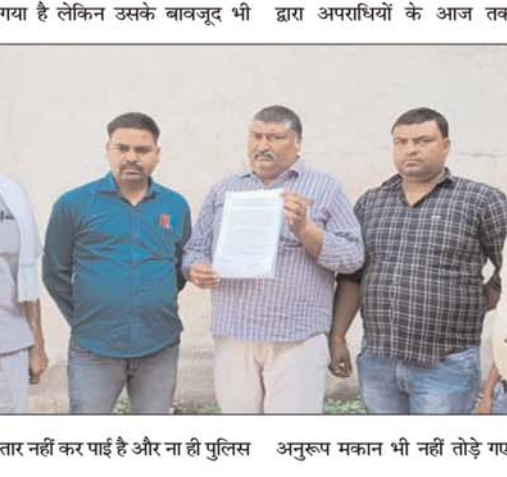 गया है लेकिन उसके बावजूद भी
तार नहीं कर पाई है और ना ही पुलिस
द्वारा अपराधियों के आज तक
अनुरूप मकान भी नहीं तोड़े गए